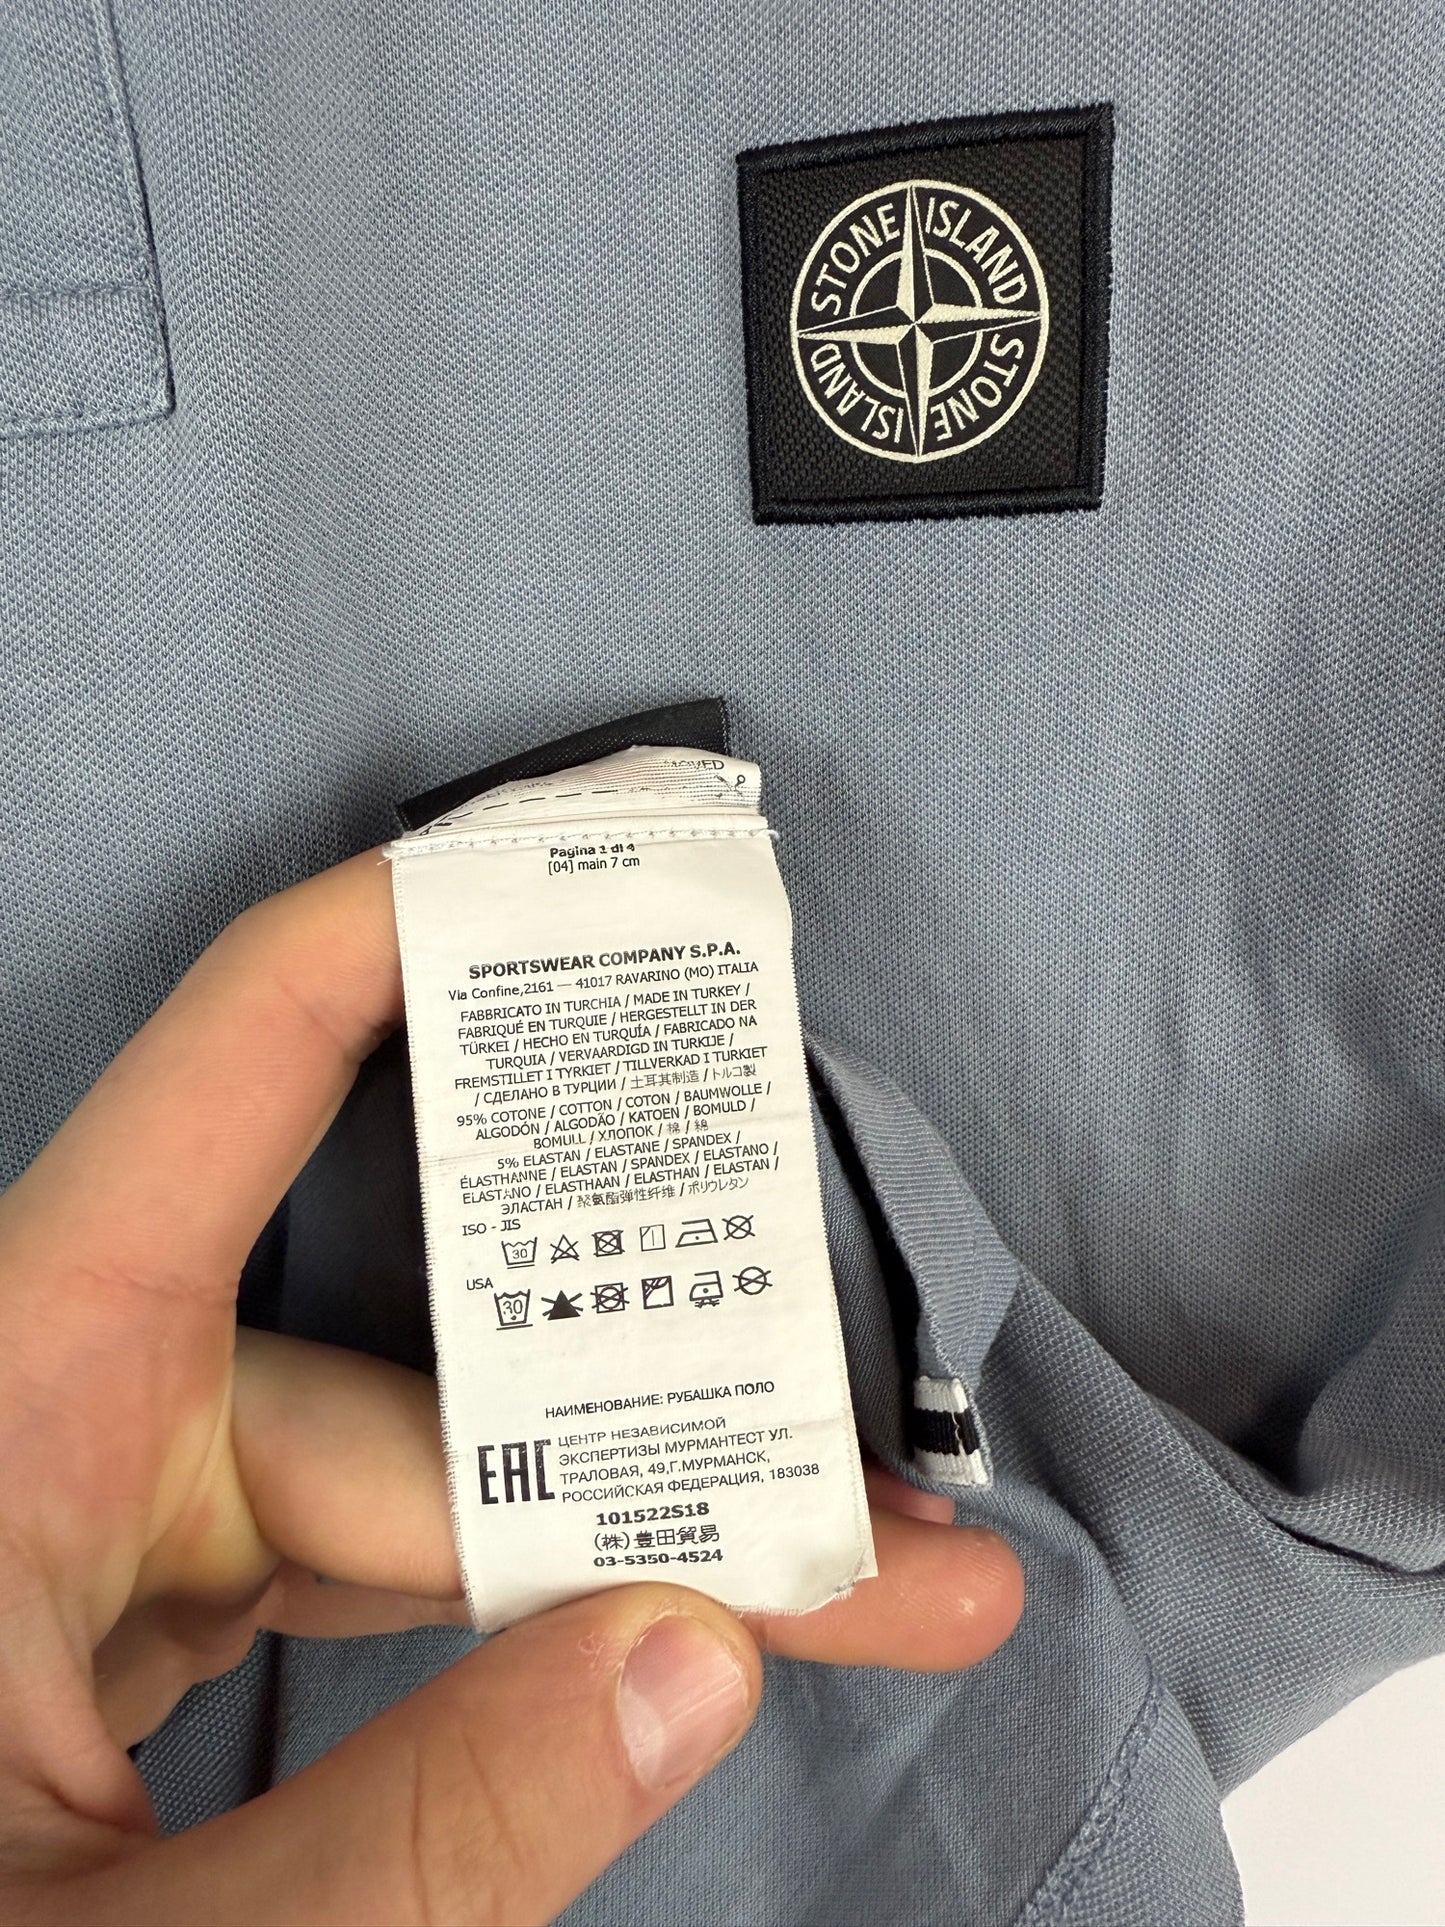 STONE ISLAND
STONE ISLAND
MOVED
Pagina 1 di 4
[04] main 7 cm
SPORTSWEAR COMPANY S.P.A.
Via Confine,2161 — 41017 RAVARINO (MO) ITALIA
FABBRICATO IN TURCHIA / MADE IN TURKEY /
FABRIQUÉ EN TURQUIE / HERGESTELLT IN DER
TÜRKEI / HECHO EN TURQUÍA / FABRICADO NA
TURQUIA / VERVAARDIGD IN TURKIJE /
FREMSTILLET I TYRKIET / TILLVERKAD I TURKIET
/ СДЕЛАНО В ТУРЦИИ / 土耳其制造 / トルコ製
95% COTONE / COTTON / COTON / BAUMWOLLE /
ALGODÓN / ALGODÃO / KATOEN / BOMULD /
BOMULL / ХЛОПОК / 棉 / 綿
5% ELASTAN / ELASTANE / SPANDEX /
ÉLASTHANNE / ELASTAN / SPANDEX / ELASTANO /
ELASTANO / ELASTHAAN / ELASTHAN / ELASTAN /
ЭЛАСТАН / 聚氨酯弹性纤维 / ポリウレタン
ISO - JIS
30
USA
30
НАИМЕНОВАНИЕ: РУБАШКА ПОЛО
EAC
ЦЕНТР НЕЗАВИСИМОЙ
ЭКСПЕРТИЗЫ МУРМАНТЕСТ УЛ.
ТРАЛОВАЯ, 49,Г.МУРМАНСК,
РОССИЙСКАЯ ФЕДЕРАЦИЯ, 183038
101522S18
(株) 豊田貿易
03-5350-4524